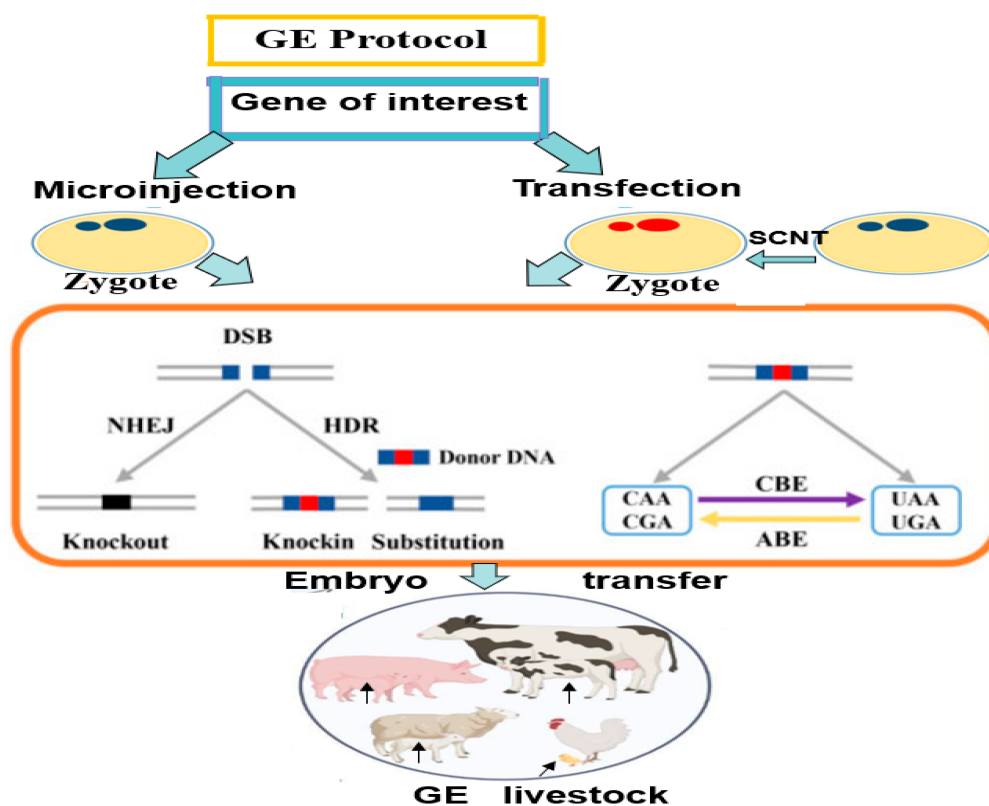 GE Protocol
Gene of interest
Microinjection
Transfection
SCNT
Zygote
Zygote
DSB
NHEJ
HDR
Donor DNA
CBE
CAA
CGA
UAA
UGA
ABE
Knockout
Knockin
Substitution
Embryo transfer
GE livestock